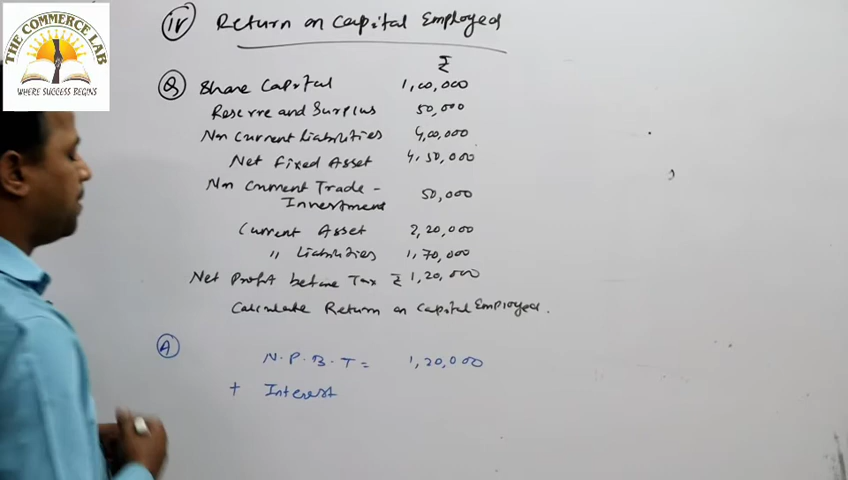 THE COMMERCE LAB
WHERE SUCCESS BEGINS
(iv) Return on Capital Employed
₹
(Q) Share Capital 1,00,000
Reserve and Surplus 50,000
Non Current Liabilities 4,00,000
Net Fixed Asset 4,50,000
Non Current Trade -
Investment 50,000
Current Asset 2,20,000
" Liabilities 1,70,000
Net Profit before Tax ₹ 1,20,000
Calculate Return on Capital Employed.
(A) N.P.B.T = 1,20,000
+ Interest